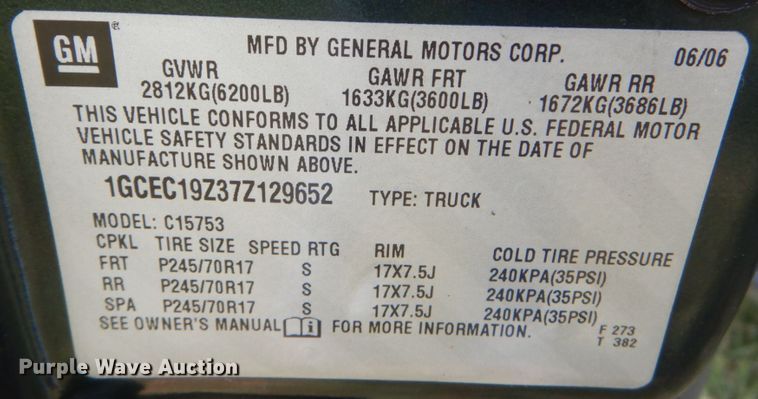 GM
MFD BY GENERAL MOTORS CORP. 06/06
GVWR GAWR FRT GAWR RR
2812KG(6200LB) 1633KG(3600LB) 1672KG(3686LB)
THIS VEHICLE CONFORMS TO ALL APPLICABLE U.S. FEDERAL MOTOR
VEHICLE SAFETY STANDARDS IN EFFECT ON THE DATE OF
MANUFACTURE SHOWN ABOVE.
1GCEC19Z37Z129652 TYPE: TRUCK
MODEL: C15753
CPKL TIRE SIZE SPEED RTG RIM COLD TIRE PRESSURE
FRT P245/70R17 S 17X7.5J 240KPA(35PSI)
RR P245/70R17 S 17X7.5J 240KPA(35PSI)
SPA P245/70R17 S 17X7.5J 240KPA(35PSI)
SEE OWNER'S MANUAL i FOR MORE INFORMATION.
F 273
T 382
Purple Wave Auction